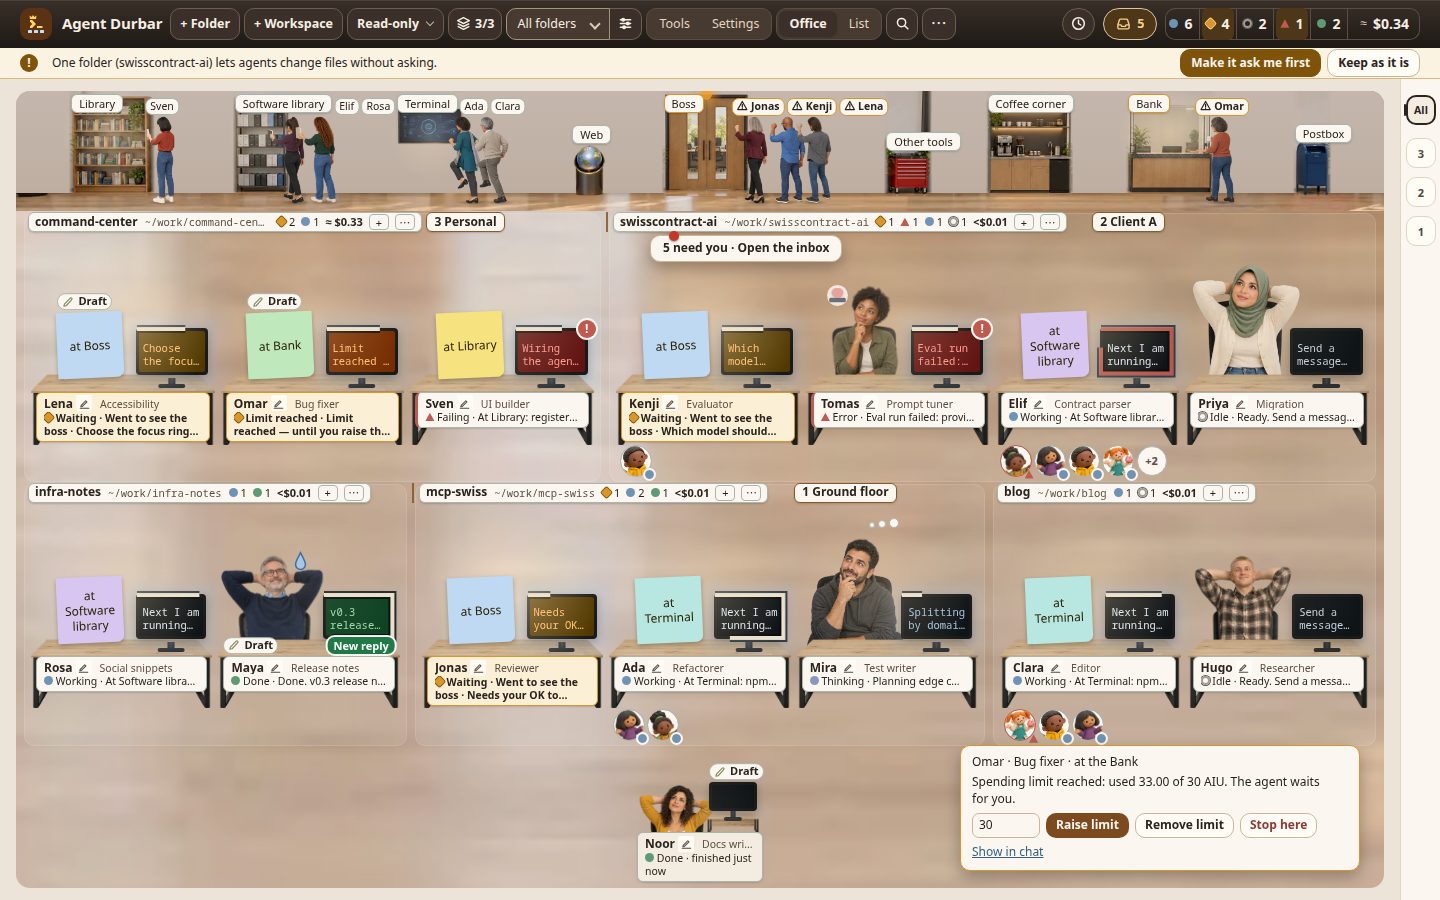 Agent Durbar + Folder + Workspace Read-only 3/3 All folders Tools Settings Office List ··· 5 6 4 2 1 2 ≈ $0.34
! One folder (swisscontract-ai) lets agents change files without asking. Make it ask me first Keep as it is
All
3
2
1
Library Sven Software library Elif Rosa Terminal Ada Clara Web Boss Jonas Kenji Lena Other tools Coffee corner Bank Omar Postbox
command-center ~/work/command-cen… 2 1 ≈ $0.33 + ··· 3 Personal
swisscontract-ai ~/work/swisscontract-ai 1 1 1 1 <$0.01 + ··· 2 Client A
5 need you · Open the inbox
Draft
at Boss
Choose
the focu…
Lena Accessibility
Waiting · Went to see the
boss · Choose the focus ring…
Draft
at Bank
Limit
reached …
Omar Bug fixer
Limit reached · Limit
reached — until you raise th…
at Library
Wiring
the agen…
!
Sven UI builder
Failing · At Library: register…
at Boss
Which
model…
Kenji Evaluator
Waiting · Went to see the
boss · Which model should…
Eval run
failed:…
!
Tomas Prompt tuner
Error · Eval run failed: provi…
at
Software
library
Next I am
running…
Elif Contract parser
Working · At Software librar…
+2
Send a
message…
Priya Migration
Idle · Ready. Send a messag…
infra-notes ~/work/infra-notes 1 1 <$0.01 + ···
mcp-swiss ~/work/mcp-swiss 1 2 1 <$0.01 + ··· 1 Ground floor
blog ~/work/blog 1 1 <$0.01 + ···
at
Software
library
Next I am
running…
Rosa Social snippets
Working · At Software libra…
v0.3
release…
Draft
New reply
Maya Release notes
Done · Done. v0.3 release n…
at Boss
Needs
your OK…
Jonas Reviewer
Waiting · Went to see the
boss · Needs your OK to…
at
Terminal
Next I am
running…
Ada Refactorer
Working · At Terminal: npm…
Splitting
by domai…
Mira Test writer
Thinking · Planning edge c…
at
Terminal
Next I am
running…
Clara Editor
Working · At Terminal: npm…
Send a
message…
Hugo Researcher
Idle · Ready. Send a messa…
Draft
Noor Docs wri…
Done · finished just
now
Omar · Bug fixer · at the Bank
Spending limit reached: used 33.00 of 30 AIU. The agent waits
for you.
30 Raise limit Remove limit Stop here
Show in chat